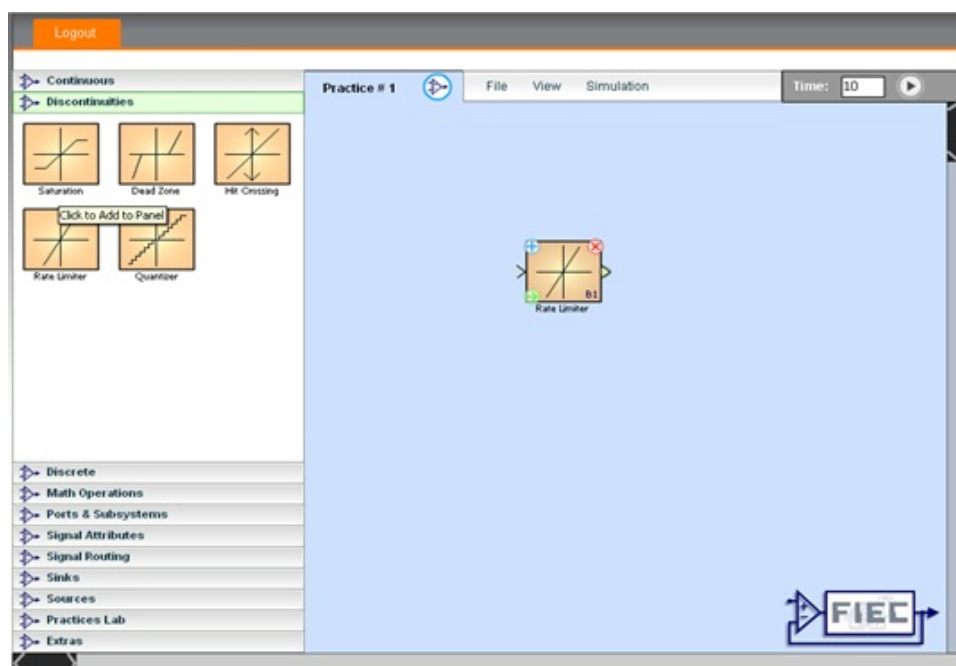 Logout
Continuous
Discontinuities
Practice # 1
File View Simulation
Time: 10
Saturation Dead Zone Hit Crossing
Click to Add to Panel
Rate Limiter Quantizer
B1
Rate Limiter
Discrete
Math Operations
Ports & Subsystems
Signal Attributes
Signal Routing
Sinks
Sources
Practices Lab
Extras
FIEC